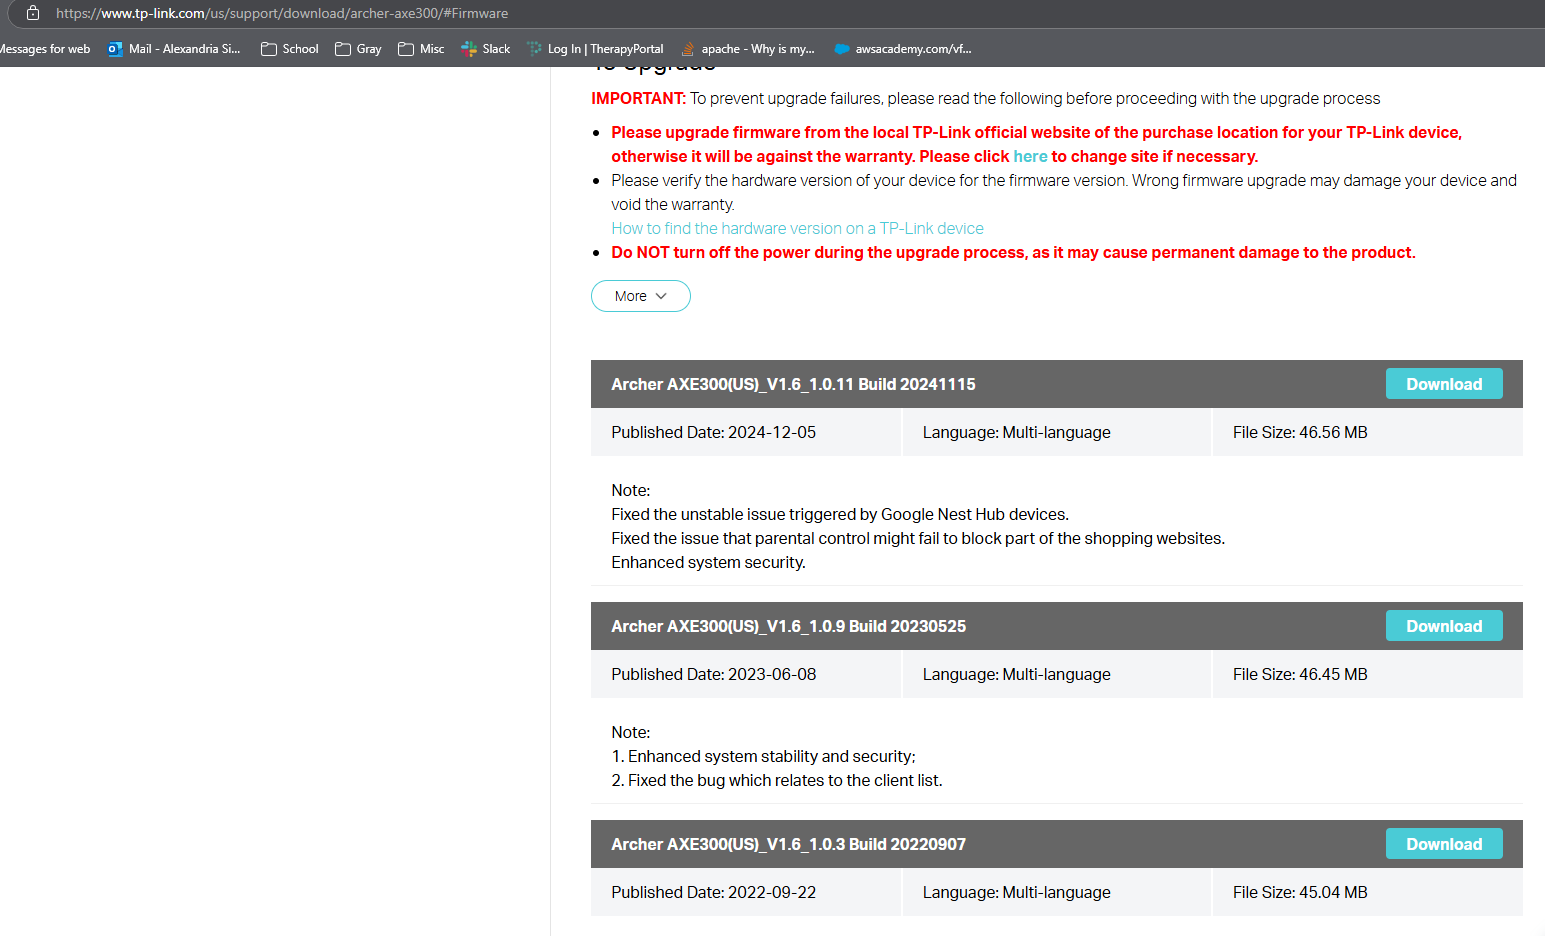 https://www.tp-link.com/us/support/download/archer-axe300/#Firmware
Messages for web Mail - Alexandria Si... School Gray Misc Slack Log In | TherapyPortal apache - Why is my... awsacademy.com/vf...
To Upgrade
IMPORTANT: To prevent upgrade failures, please read the following before proceeding with the upgrade process
• Please upgrade firmware from the local TP-Link official website of the purchase location for your TP-Link device,
otherwise it will be against the warranty. Please click here to change site if necessary.
• Please verify the hardware version of your device for the firmware version. Wrong firmware upgrade may damage your device and
void the warranty.
How to find the hardware version on a TP-Link device
• Do NOT turn off the power during the upgrade process, as it may cause permanent damage to the product.
More
Archer AXE300(US)_V1.6_1.0.11 Build 20241115 Download
Published Date: 2024-12-05 Language: Multi-language File Size: 46.56 MB
Note:
Fixed the unstable issue triggered by Google Nest Hub devices.
Fixed the issue that parental control might fail to block part of the shopping websites.
Enhanced system security.
Archer AXE300(US)_V1.6_1.0.9 Build 20230525 Download
Published Date: 2023-06-08 Language: Multi-language File Size: 46.45 MB
Note:
1. Enhanced system stability and security;
2. Fixed the bug which relates to the client list.
Archer AXE300(US)_V1.6_1.0.3 Build 20220907 Download
Published Date: 2022-09-22 Language: Multi-language File Size: 45.04 MB